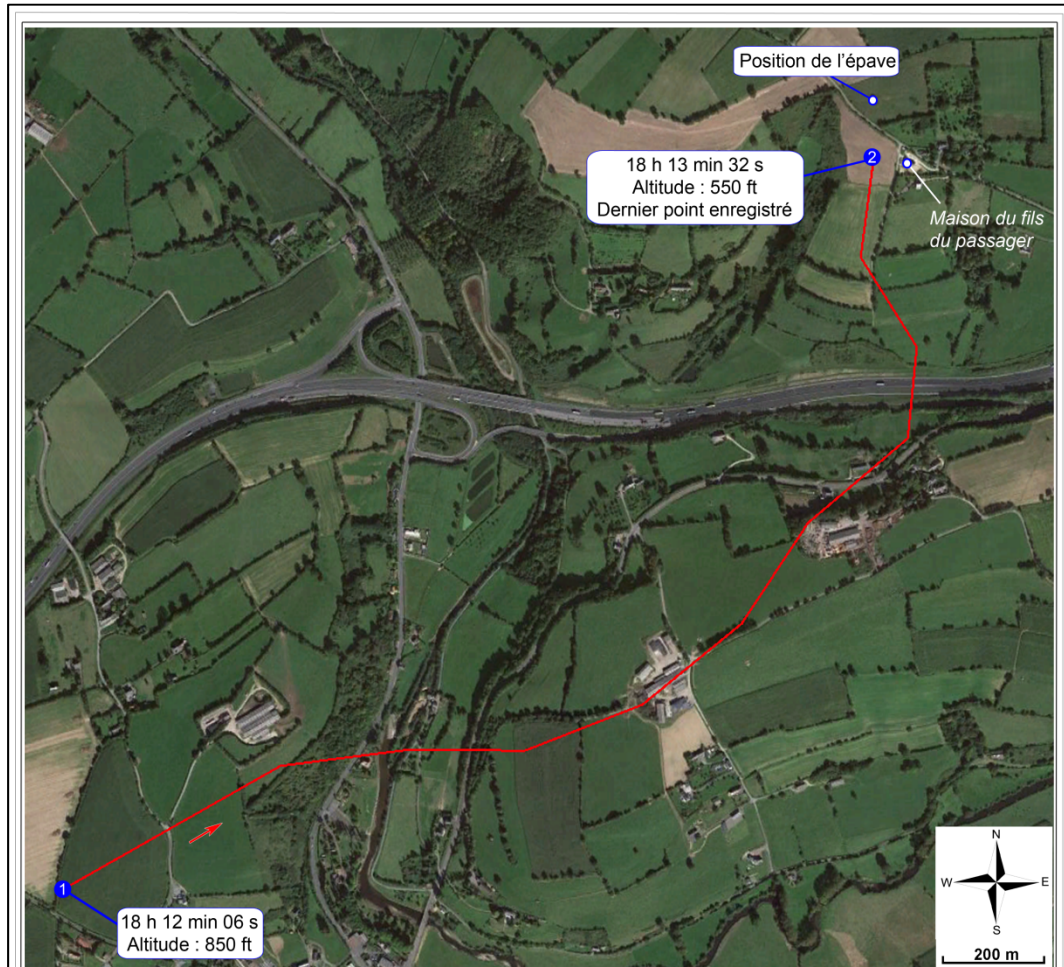 Position de l'épave
2
18 h 13 min 32 s
Altitude : 550 ft
Dernier point enregistré
Maison du fils
du passager
1
18 h 12 min 06 s
Altitude : 850 ft
N
W
E
S
200 m